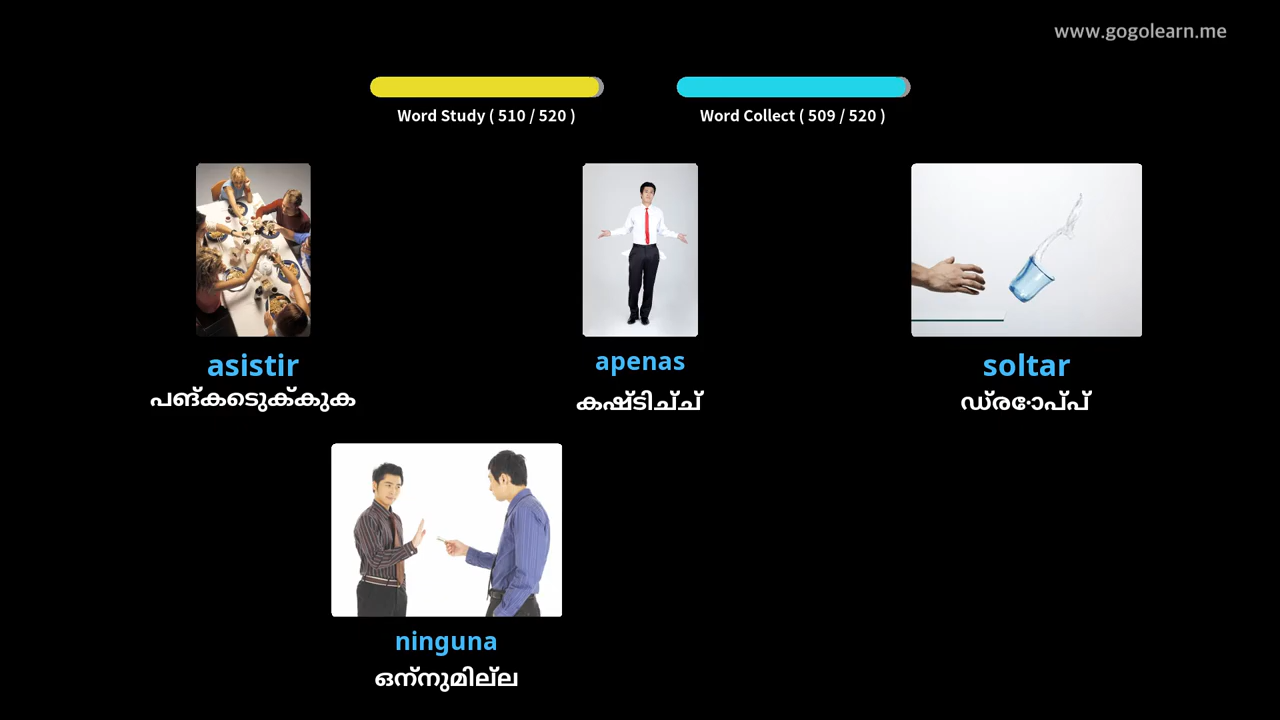 www.gogolearn.me
Word Study ( 510 / 520 )
Word Collect ( 509 / 520 )
asistir
പങ്കെടുക്കുക
apenas
കഷ്ടിച്ച്
soltar
ഡ്രോപ്പ്
ninguna
ഒന്നുമില്ല